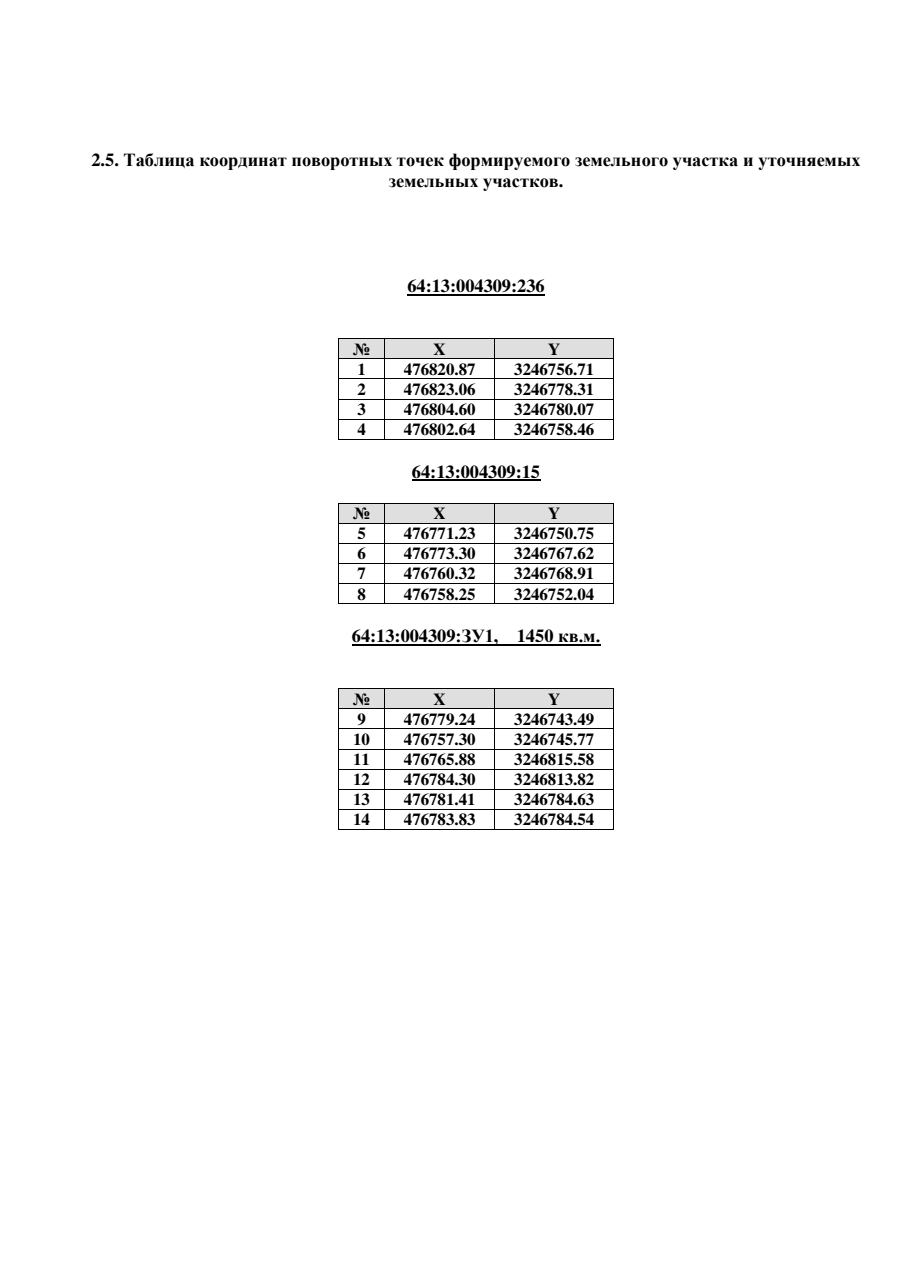 2.5. Таблица координат поворотных точек формируемого земельного участка и уточняемых
земельных участков.
64:13:004309:236
№ X Y
1 476820.87 3246756.71
2 476823.06 3246778.31
3 476804.60 3246780.07
4 476802.64 3246758.46
64:13:004309:15
№ X Y
5 476771.23 3246750.75
6 476773.30 3246767.62
7 476760.32 3246768.91
8 476758.25 3246752.04
64:13:004309:ЗУ1, 1450 кв.м.
№ X Y
9 476779.24 3246743.49
10 476757.30 3246745.77
11 476765.88 3246815.58
12 476784.30 3246813.82
13 476781.41 3246784.63
14 476783.83 3246784.54